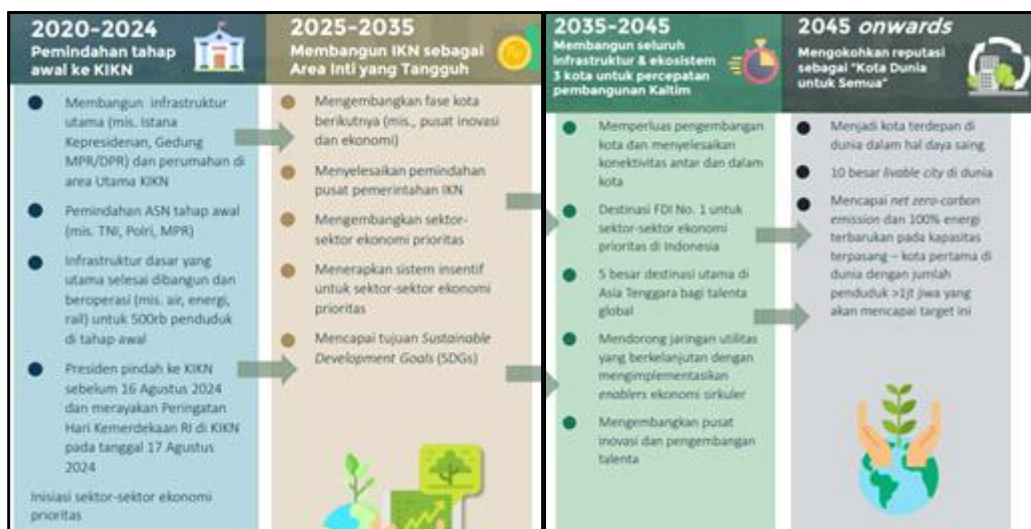 2020-2024
Pemindahan tahap
awal ke KIKN
Membangun infrastruktur
utama (mis. Istana
Kepresidenan, Gedung
MPR/DPR) dan perumahan di
area Utama KIKN
Pemindahan ASN tahap awal
(mis. TNI, Polri, MPR)
Infrastruktur dasar yang
utama selesai dibangun dan
beroperasi (mis. air, energi,
rail) untuk 500rb penduduk
di tahap awal
Presiden pindah ke KIKN
sebelum 16 Agustus 2024
dan merayakan Peringatan
Hari Kemerdekaan RI di KIKN
pada tanggal 17 Agustus
2024
Inisiasi sektor-sektor ekonomi
prioritas
2025-2035
Membangun IKN sebagai
Area Inti yang Tangguh
Mengembangkan fase kota
berikutnya (mis., pusat inovasi
dan ekonomi)
Menyelesaikan pemindahan
pusat pemerintahan IKN
Mengembangkan sektor-
sektor ekonomi prioritas
Menerapkan sistem insentif
untuk sektor-sektor ekonomi
prioritas
Mencapai tujuan Sustainable
Development Goals (SDGs)
2035-2045
Membangun seluruh
infrastruktur & ekosistem
3 kota untuk percepatan
pembangunan Kaltim
Memperluas pengembangan
kota dan menyelesaikan
konektivitas antar dan dalam
kota
Destinasi FDI No. 1 untuk
sektor-sektor ekonomi
prioritas di Indonesia
5 besar destinasi utama di
Asia Tenggara bagi talenta
global
Mendorong jaringan utilitas
yang berkelanjutan dengan
mengimplementasikan
enablers ekonomi sirkuler
Mengembangkan pusat
inovasi dan pengembangan
talenta
2045 onwards
Mengokohkan reputasi
sebagai "Kota Dunia
untuk Semua"
Menjadi kota terdepan di
dunia dalam hal daya saing
10 besar livable city di dunia
Mencapai net zero-carbon
emission dan 100% energi
terbarukan pada kapasitas
terpasang – kota pertama di
dunia dengan jumlah
penduduk >1jt jiwa yang
akan mencapai target ini